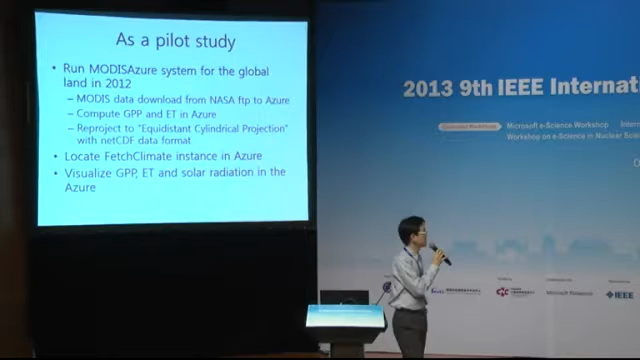 As a pilot study
• Run MODISAzure system for the global
land in 2012
– MODIS data download from NASA ftp to Azure
– Compute GPP and ET in Azure
– Reproject to "Equidistant Cylindrical Projection"
with netCDF data format
• Locate FetchClimate instance in Azure
• Visualize GPP, ET and solar radiation in the
Azure
2013 9th IEEE Internati
Microsoft e-Science Workshop Intern
Workshop on e-Science in Nuclear Scie
Microsoft Research
IEEE